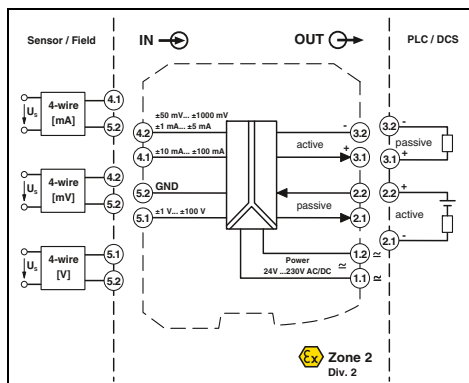 Sensor / Field
IN
OUT
PLC / DCS
Us
4-wire
[mA]
4.1
5.2
Us
4-wire
[mV]
4.2
5.2
Us
4-wire
[V]
5.1
5.2
±50 mV... ±1000 mV
±1 mA... ±5 mA
4.2
±10 mA... ±100 mA
4.1
GND
5.2
±1 V... ±100 V
5.1
-
3.2
active
+
3.1
2.2
passive
2.1
Power
24V ...230V AC/DC
1.2 ≂
≂
1.1 ≂
3.2 -
passive
3.1 +
2.2 +
active
2.1 -
Ex Zone 2
Div. 2